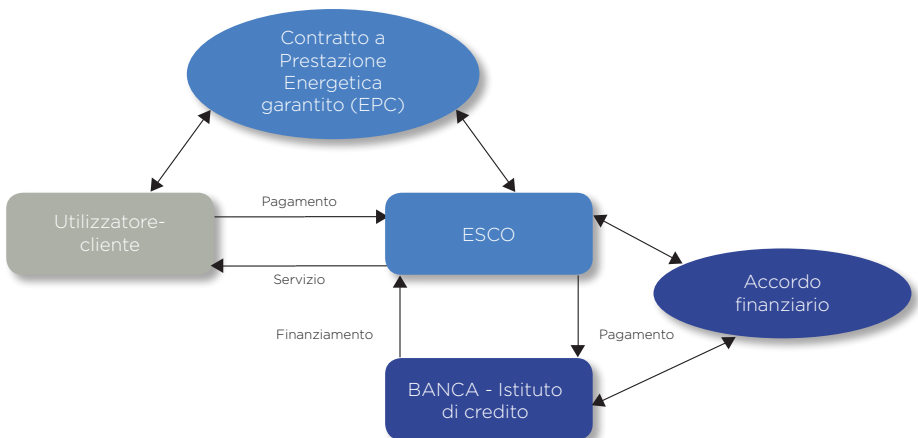 Contratto a
Prestazione
Energetica
garantito (EPC)
Utilizzatore-
cliente
Pagamento
ESCO
Servizio
Accordo
finanziario
Finanziamento
Pagamento
BANCA - Istituto
di credito